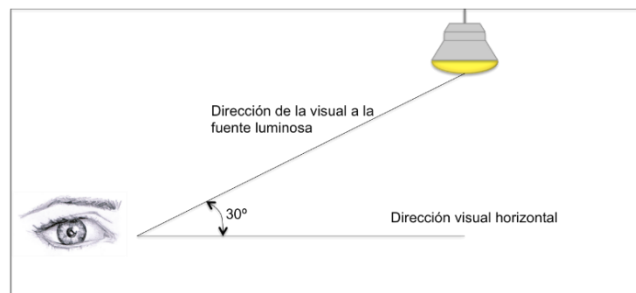 Dirección de la visual a la
fuente luminosa
30º
Dirección visual horizontal